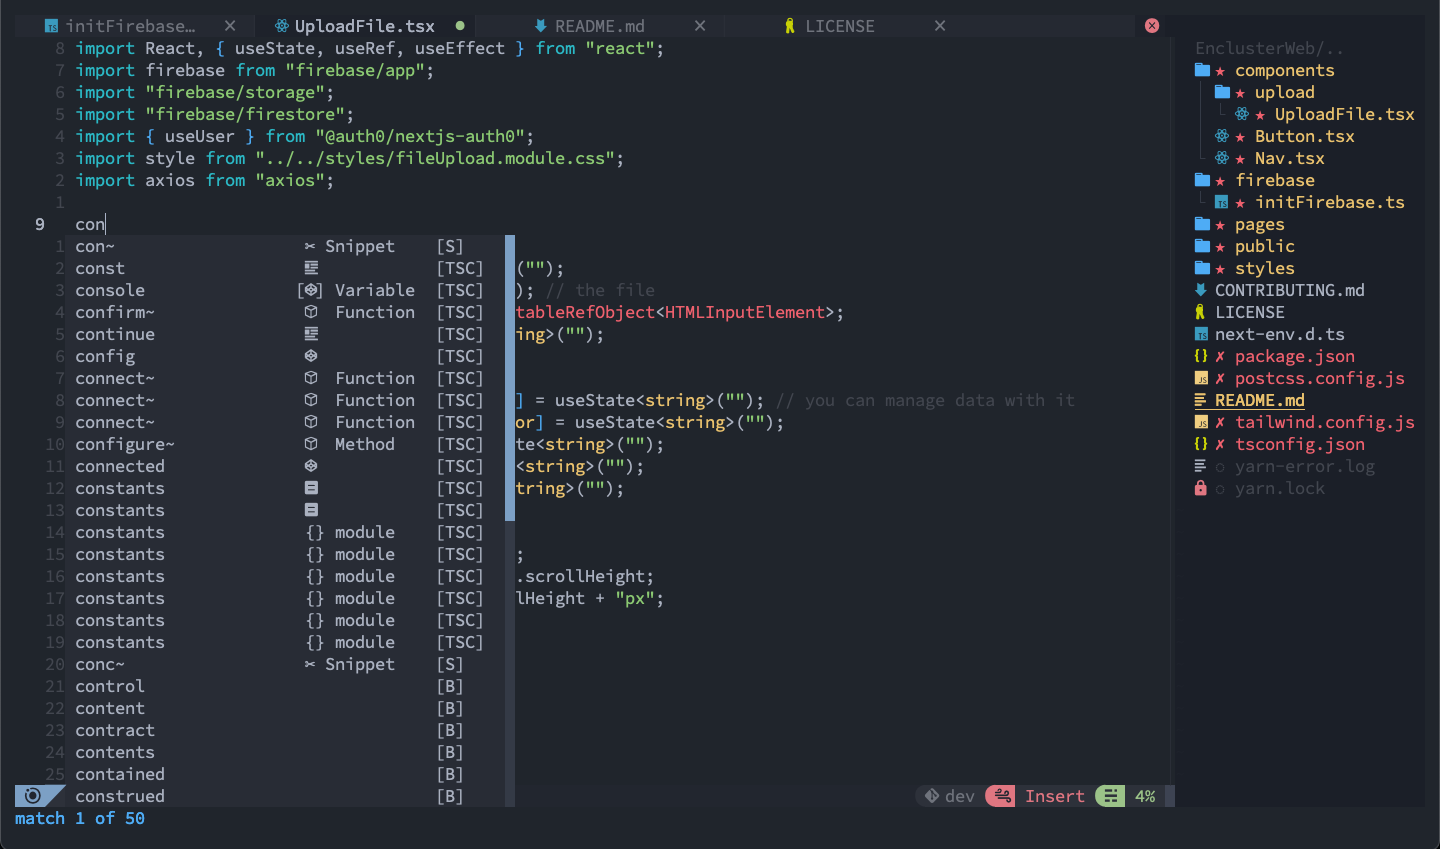 initFirebase…
UploadFile.tsx
README.md
LICENSE
8 import React, { useState, useRef, useEffect } from "react";
7 import firebase from "firebase/app";
6 import "firebase/storage";
5 import "firebase/firestore";
4 import { useUser } from "@auth0/nextjs-auth0";
3 import style from "../../styles/fileUpload.module.css";
2 import axios from "axios";
1
9 con
1 con~ Snippet [S]
2 const [TSC] ("");
3 console [ ] Variable [TSC] ); // the file
4 confirm~ Function [TSC] tableRefObject<HTMLInputElement>;
5 continue [TSC] ing>("");
6 config [TSC]
7 connect~ Function [TSC]
8 connect~ Function [TSC] ] = useState<string>(""); // you can manage data with it
9 connect~ Function [TSC] or] = useState<string>("");
10 configure~ Method [TSC] te<string>("");
11 connected [TSC] <string>("");
12 constants [TSC] tring>("");
13 constants [TSC]
14 constants {} module [TSC]
15 constants {} module [TSC] ;
16 constants {} module [TSC] .scrollHeight;
17 constants {} module [TSC] lHeight + "px";
18 constants {} module [TSC]
19 constants {} module [TSC]
20 conc~ Snippet [S]
21 control [B]
22 content [B]
23 contract [B]
24 contents [B]
25 contained [B]
construed [B]
dev Insert 4%
match 1 of 50
EnclusterWeb/..
components
upload
UploadFile.tsx
Button.tsx
Nav.tsx
firebase
TS initFirebase.ts
pages
public
styles
CONTRIBUTING.md
LICENSE
TS next-env.d.ts
{} ✗ package.json
JS ✗ postcss.config.js
README.md
JS ✗ tailwind.config.js
{} ✗ tsconfig.json
yarn-error.log
yarn.lock